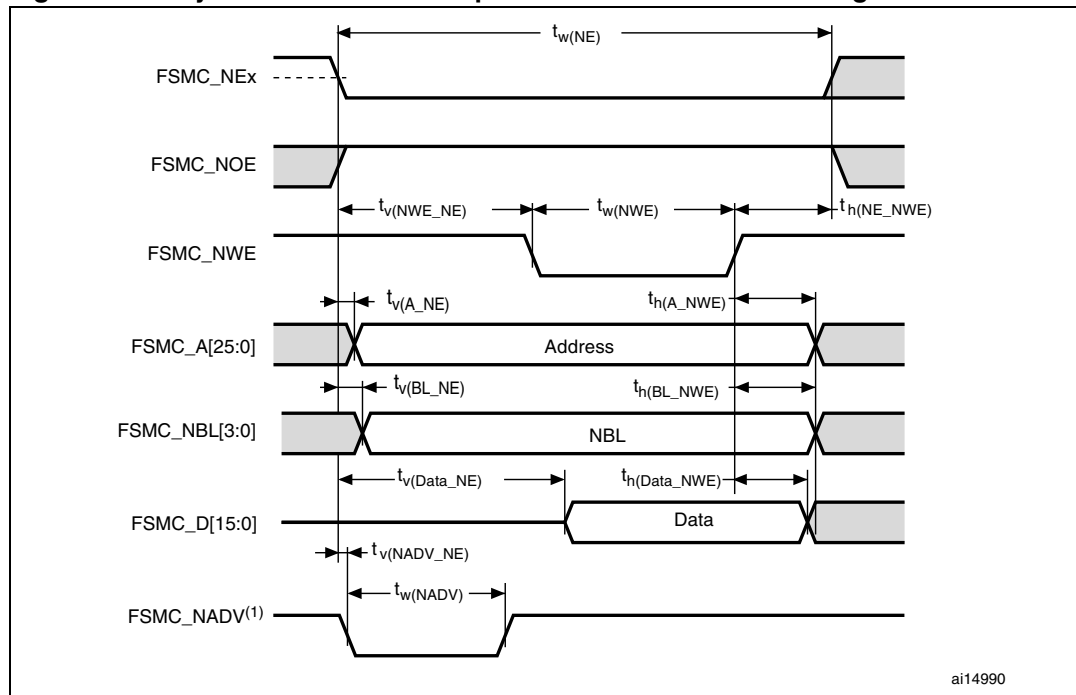 tw(NE)
FSMC_NEx
FSMC_NOE
tv(NWE_NE)
tw(NWE)
th(NE_NWE)
FSMC_NWE
tv(A_NE)
th(A_NWE)
FSMC_A[25:0]
Address
tv(BL_NE)
th(BL_NWE)
FSMC_NBL[3:0]
NBL
tv(Data_NE)
th(Data_NWE)
FSMC_D[15:0]
Data
tv(NADV_NE)
tw(NADV)
FSMC_NADV(1)
ai14990